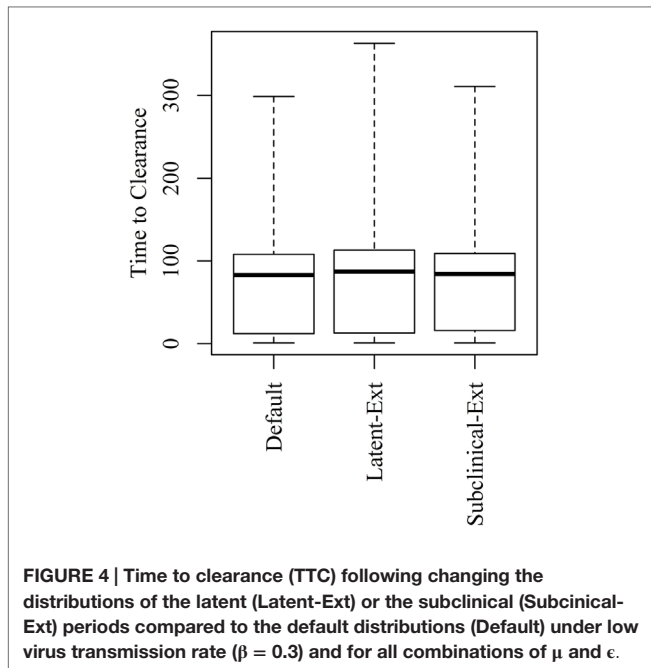 Time to Clearance
300
200
100
0
Default
Latent-Ext
Subclinical-Ext
FIGURE 4 | Time to clearance (TTC) following changing the
distributions of the latent (Latent-Ext) or the subclinical (Subcinical-
Ext) periods compared to the default distributions (Default) under low
virus transmission rate (β = 0.3) and for all combinations of μ and ϵ.